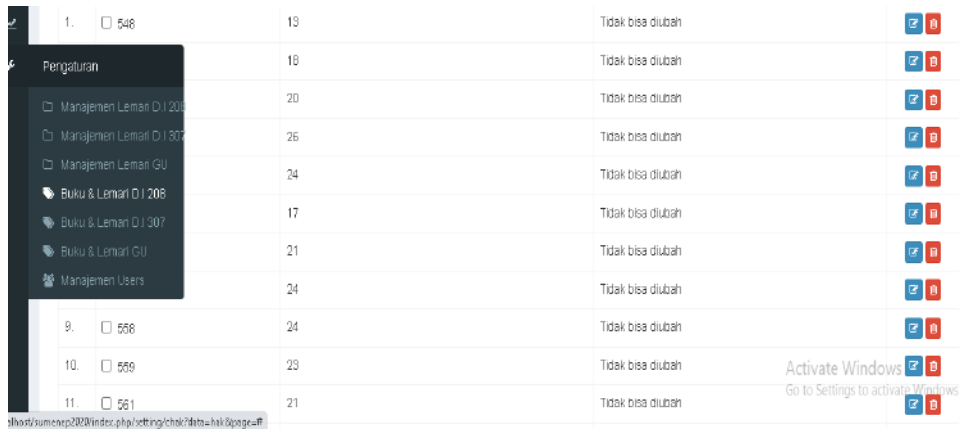 1. 548 13 Tidak bisa diubah
Pengaturan 18 Tidak bisa diubah
Manajemen Lemari D.I 208 20 Tidak bisa diubah
Manajemen Lemari D.I 307 26 Tidak bisa diubah
Manajemen Lemari GU 24 Tidak bisa diubah
Buku & Lemari D.I 208
Buku & Lemari D.I 307 17 Tidak bisa diubah
Buku & Lemari GU 21 Tidak bisa diubah
Manajemen Users 24 Tidak bisa diubah
9. 558 24 Tidak bisa diubah
10. 559 23 Tidak bisa diubah
Activate Windows
Go to Settings to activate Windows
11. 561 21 Tidak bisa diubah
alhost/sumenep2020/index.php/setting/chak?data=hak&page=#